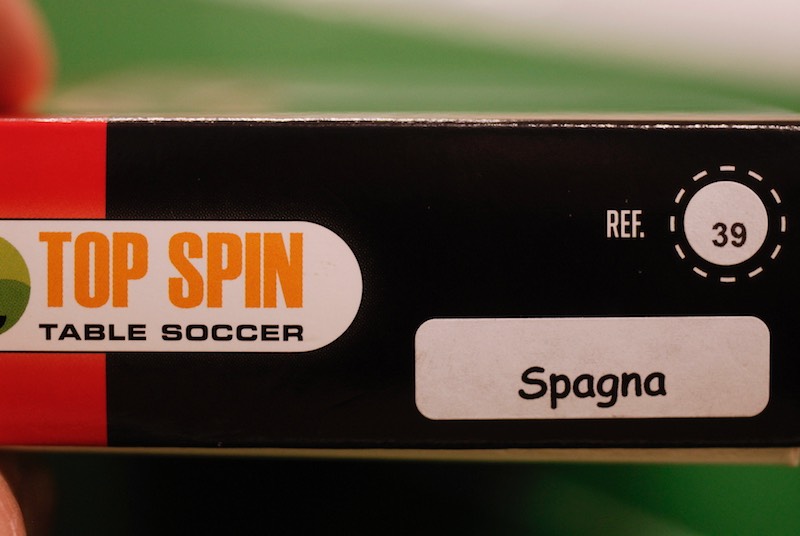 TOP SPIN
TABLE SOCCER
REF. 39
Spagna